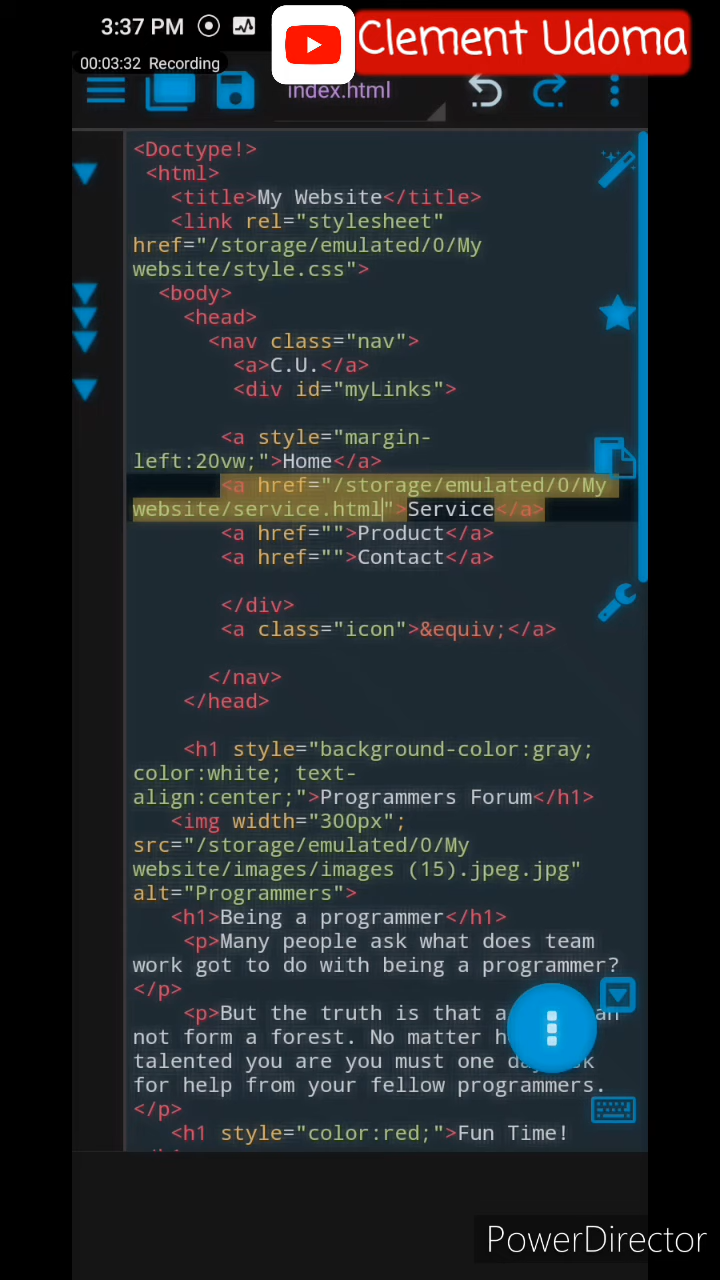 3:37 PM
Clement Udoma
00:03:32 Recording
index.html
<Doctype!>
<html>
<title>My Website</title>
<link rel="stylesheet"
href="/storage/emulated/0/My
website/style.css">
<body>
<head>
<nav class="nav">
<a>C.U.</a>
<div id="myLinks">
<a style="margin-
left:20vw;">Home</a>
<a href="/storage/emulated/0/My
website/service.html">Service</a>
<a href="">Product</a>
<a href="">Contact</a>
</div>
<a class="icon">&equiv;</a>
</nav>
</head>
<h1 style="background-color:gray;
color:white; text-
align:center;">Programmers Forum</h1>
<img width="300px";
src="/storage/emulated/0/My
website/images/images (15).jpeg.jpg"
alt="Programmers">
<h1>Being a programmer</h1>
<p>Many people ask what does team
work got to do with being a programmer?
</p>
<p>But the truth is that a
not form a forest. No matter
talented you are you must one
for help from your fellow programmers.
</p>
<h1 style="color:red;">Fun Time!
PowerDirector